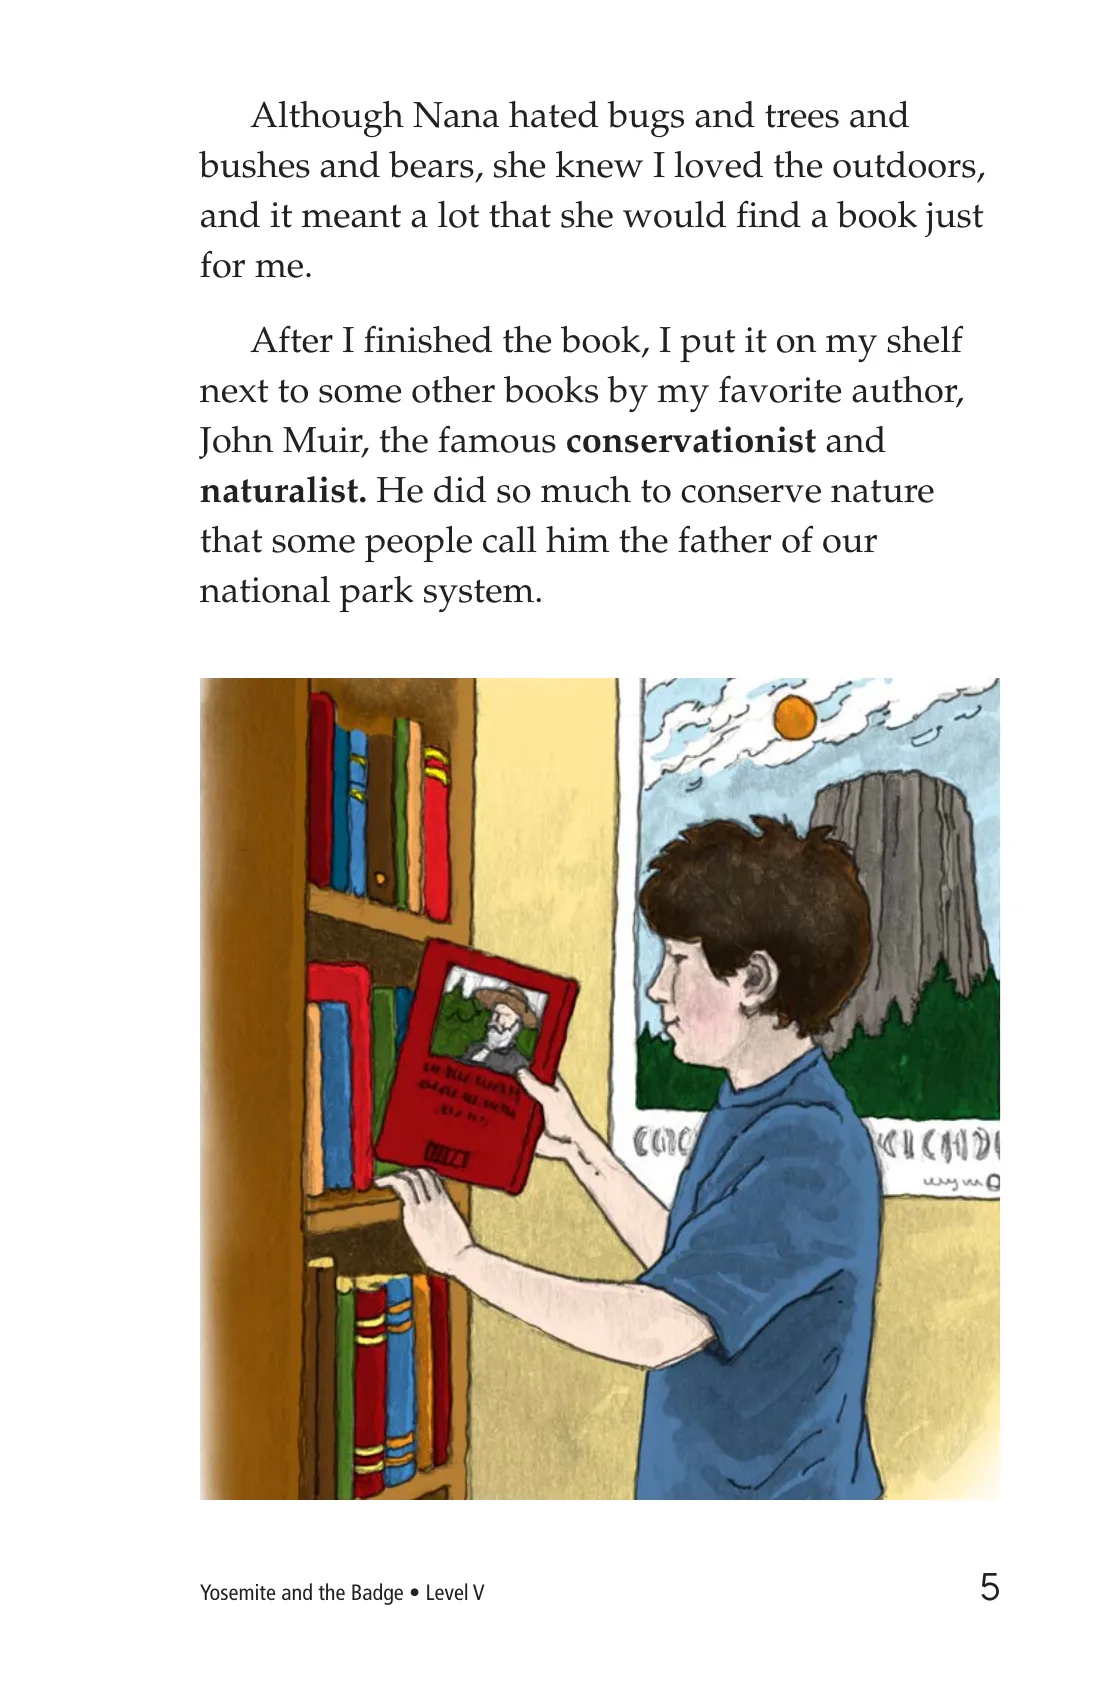 Although Nana hated bugs and trees and
bushes and bears, she knew I loved the outdoors,
and it meant a lot that she would find a book just
for me.
After I finished the book, I put it on my shelf
next to some other books by my favorite author,
John Muir, the famous conservationist and
naturalist. He did so much to conserve nature
that some people call him the father of our
national park system.
Yosemite and the Badge • Level V
5